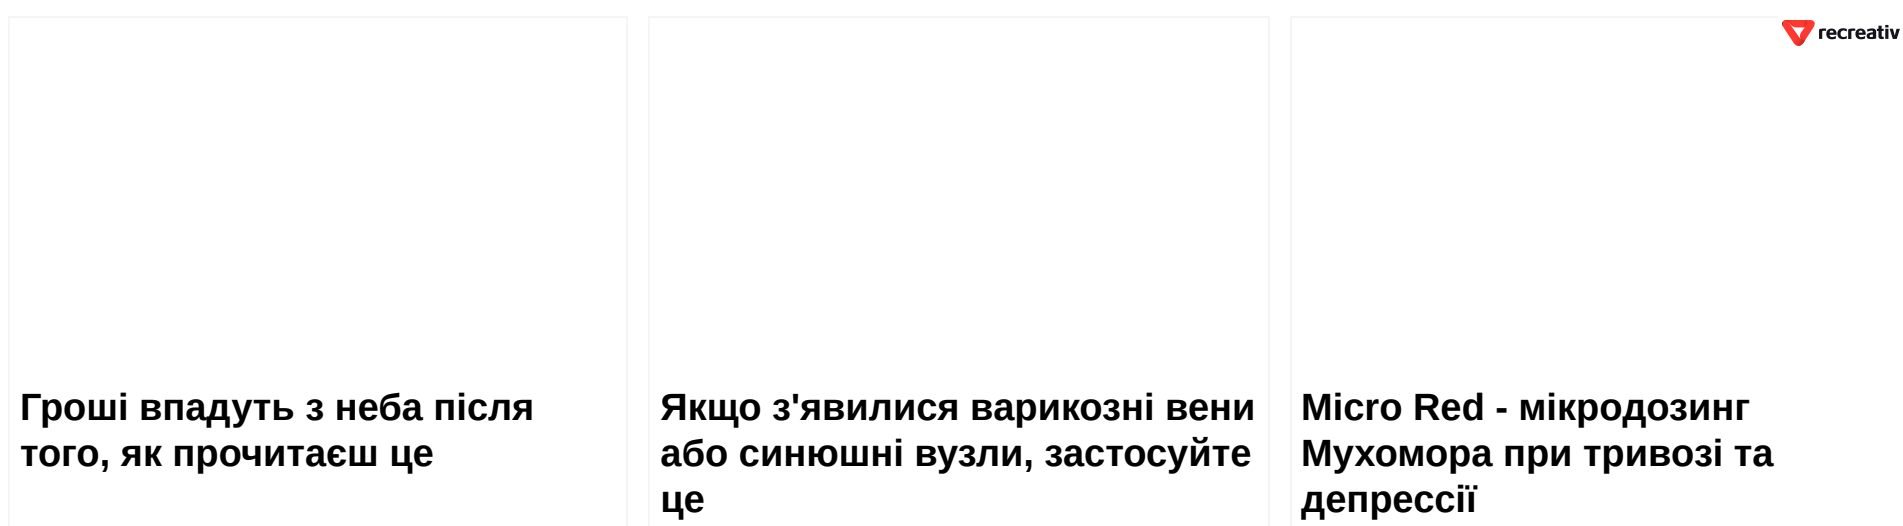 recreativ
Гроші впадуть з неба після
того, як прочитаєш це
Якщо з'явилися варикозні вени
або синюшні вузли, застосуйте
це
Micro Red - мікродозинг
Мухомора при тривозі та
депрессії